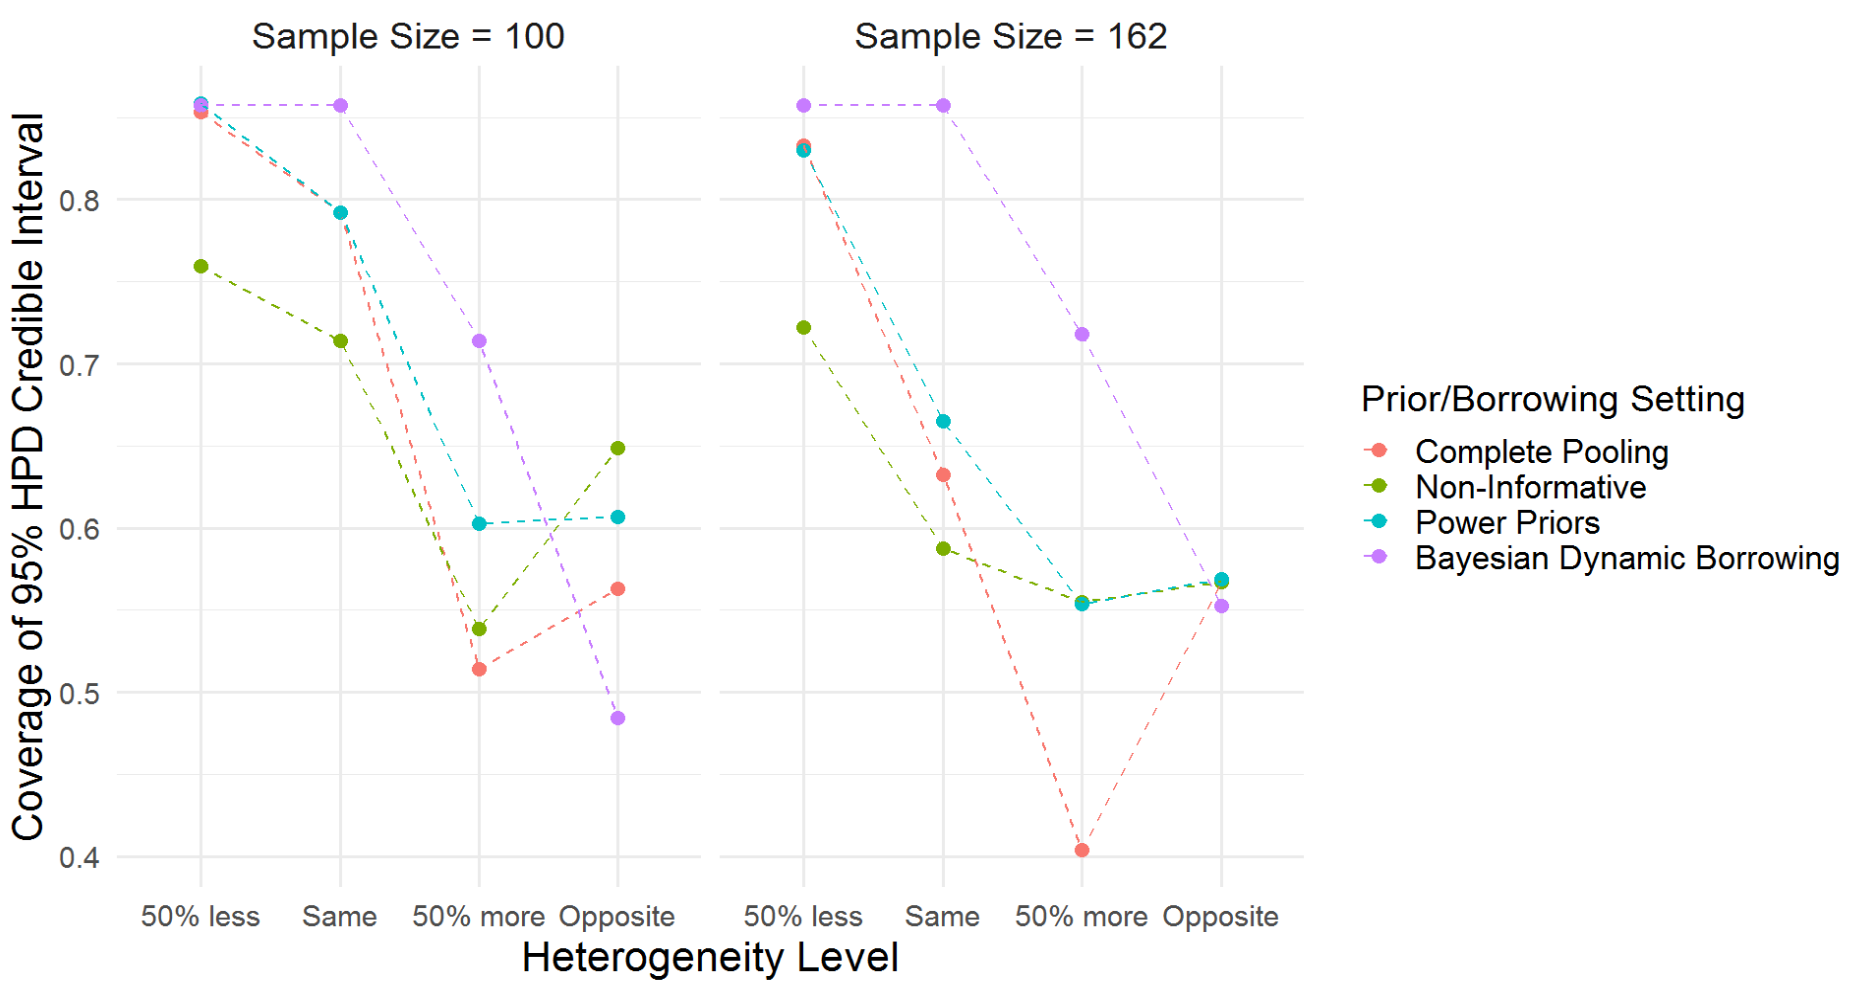 Sample Size = 100
Sample Size = 162
Coverage of 95% HPD Credible Interval
0.8
0.7
0.6
0.5
0.4
50% less Same 50% more Opposite
50% less Same 50% more Opposite
Heterogeneity Level
Prior/Borrowing Setting
Complete Pooling
Non-Informative
Power Priors
Bayesian Dynamic Borrowing